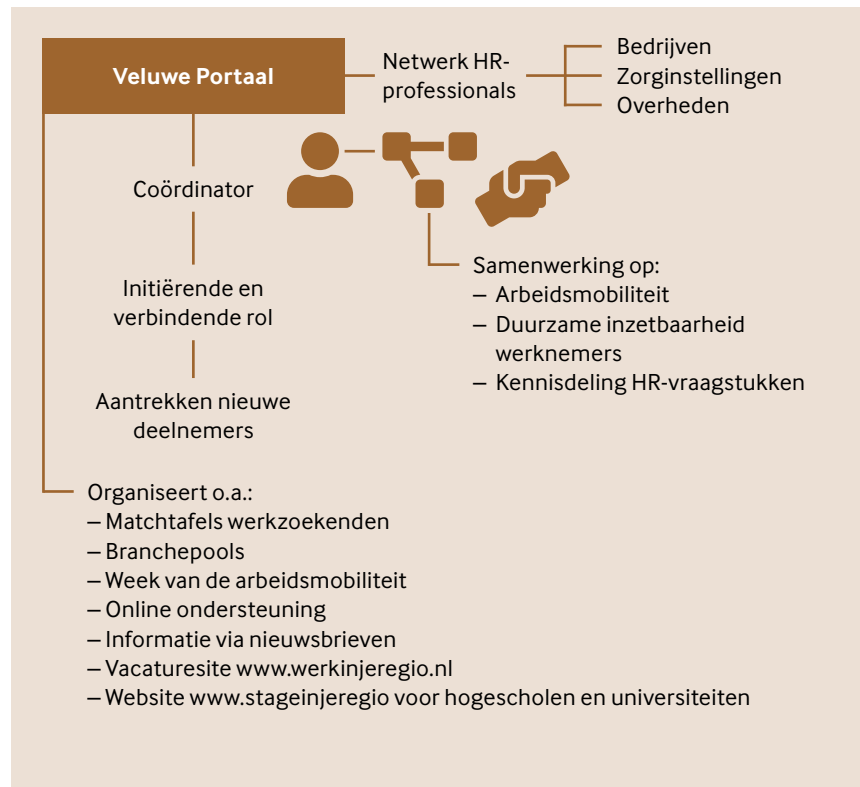 Veluwe Portaal
Netwerk HR-
professionals
Bedrijven
Zorginstellingen
Overheden
Coördinator
Initiërende en
verbindende rol
Aantrekken nieuwe
deelnemers
Samenwerking op:
– Arbeidsmobiliteit
– Duurzame inzetbaarheid
werknemers
– Kennisdeling HR-vraagstukken
Organiseert o.a.:
– Matchtafels werkzoekenden
– Branchepools
– Week van de arbeidsmobiliteit
– Online ondersteuning
– Informatie via nieuwsbrieven
– Vacaturesite www.werkinjeregio.nl
– Website www.stageinjeregio voor hogescholen en universiteiten